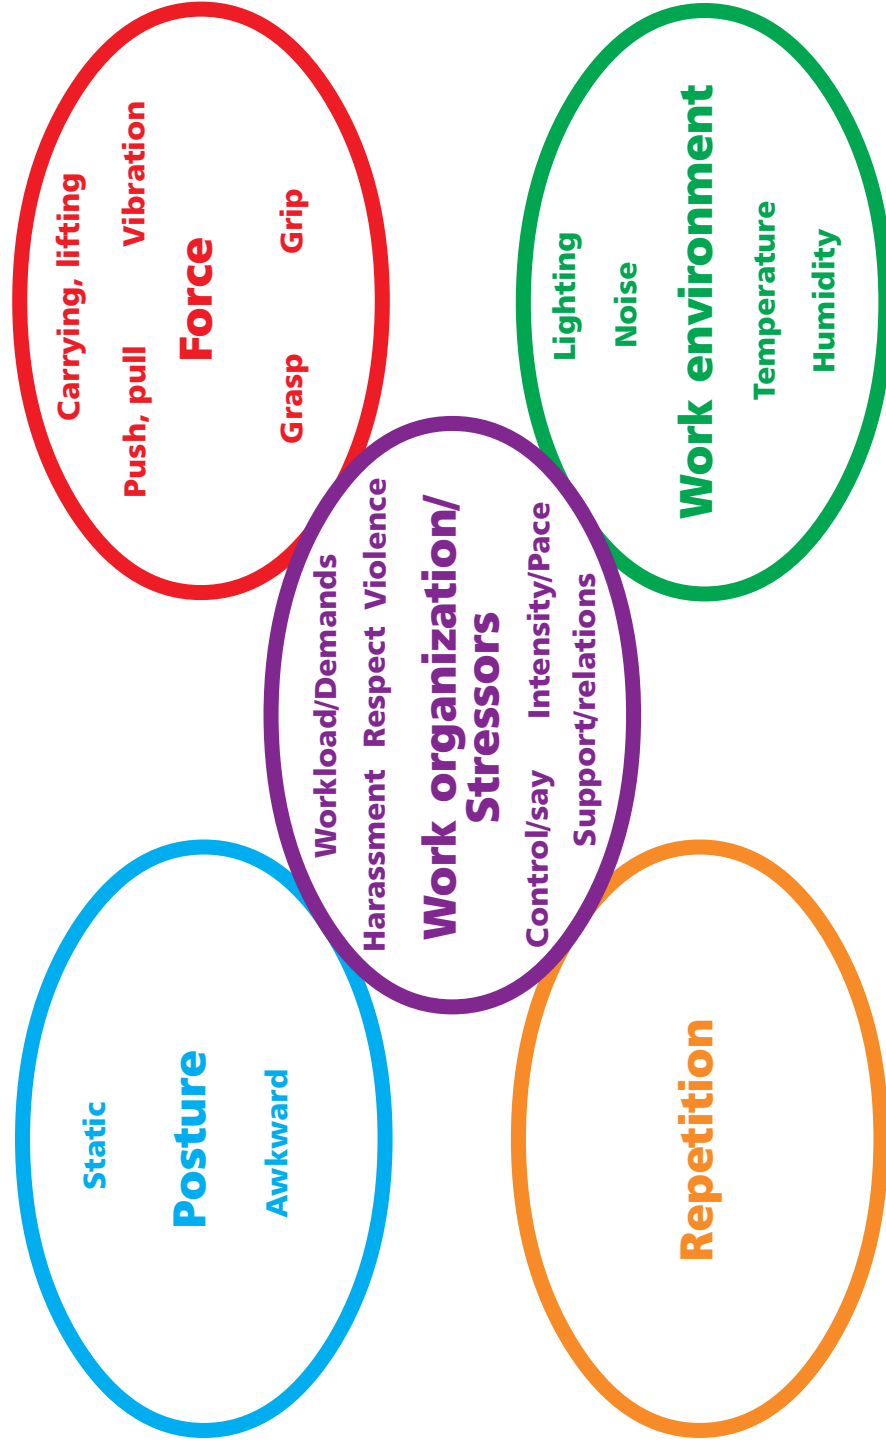 Static
Posture
Awkward
Carrying, lifting
Push, pull Vibration
Force
Grasp Grip
Workload/Demands
Harassment Respect Violence
Work organization/
Stressors
Control/say Intensity/Pace
Support/relations
Repetition
Lighting
Noise
Work environment
Temperature
Humidity